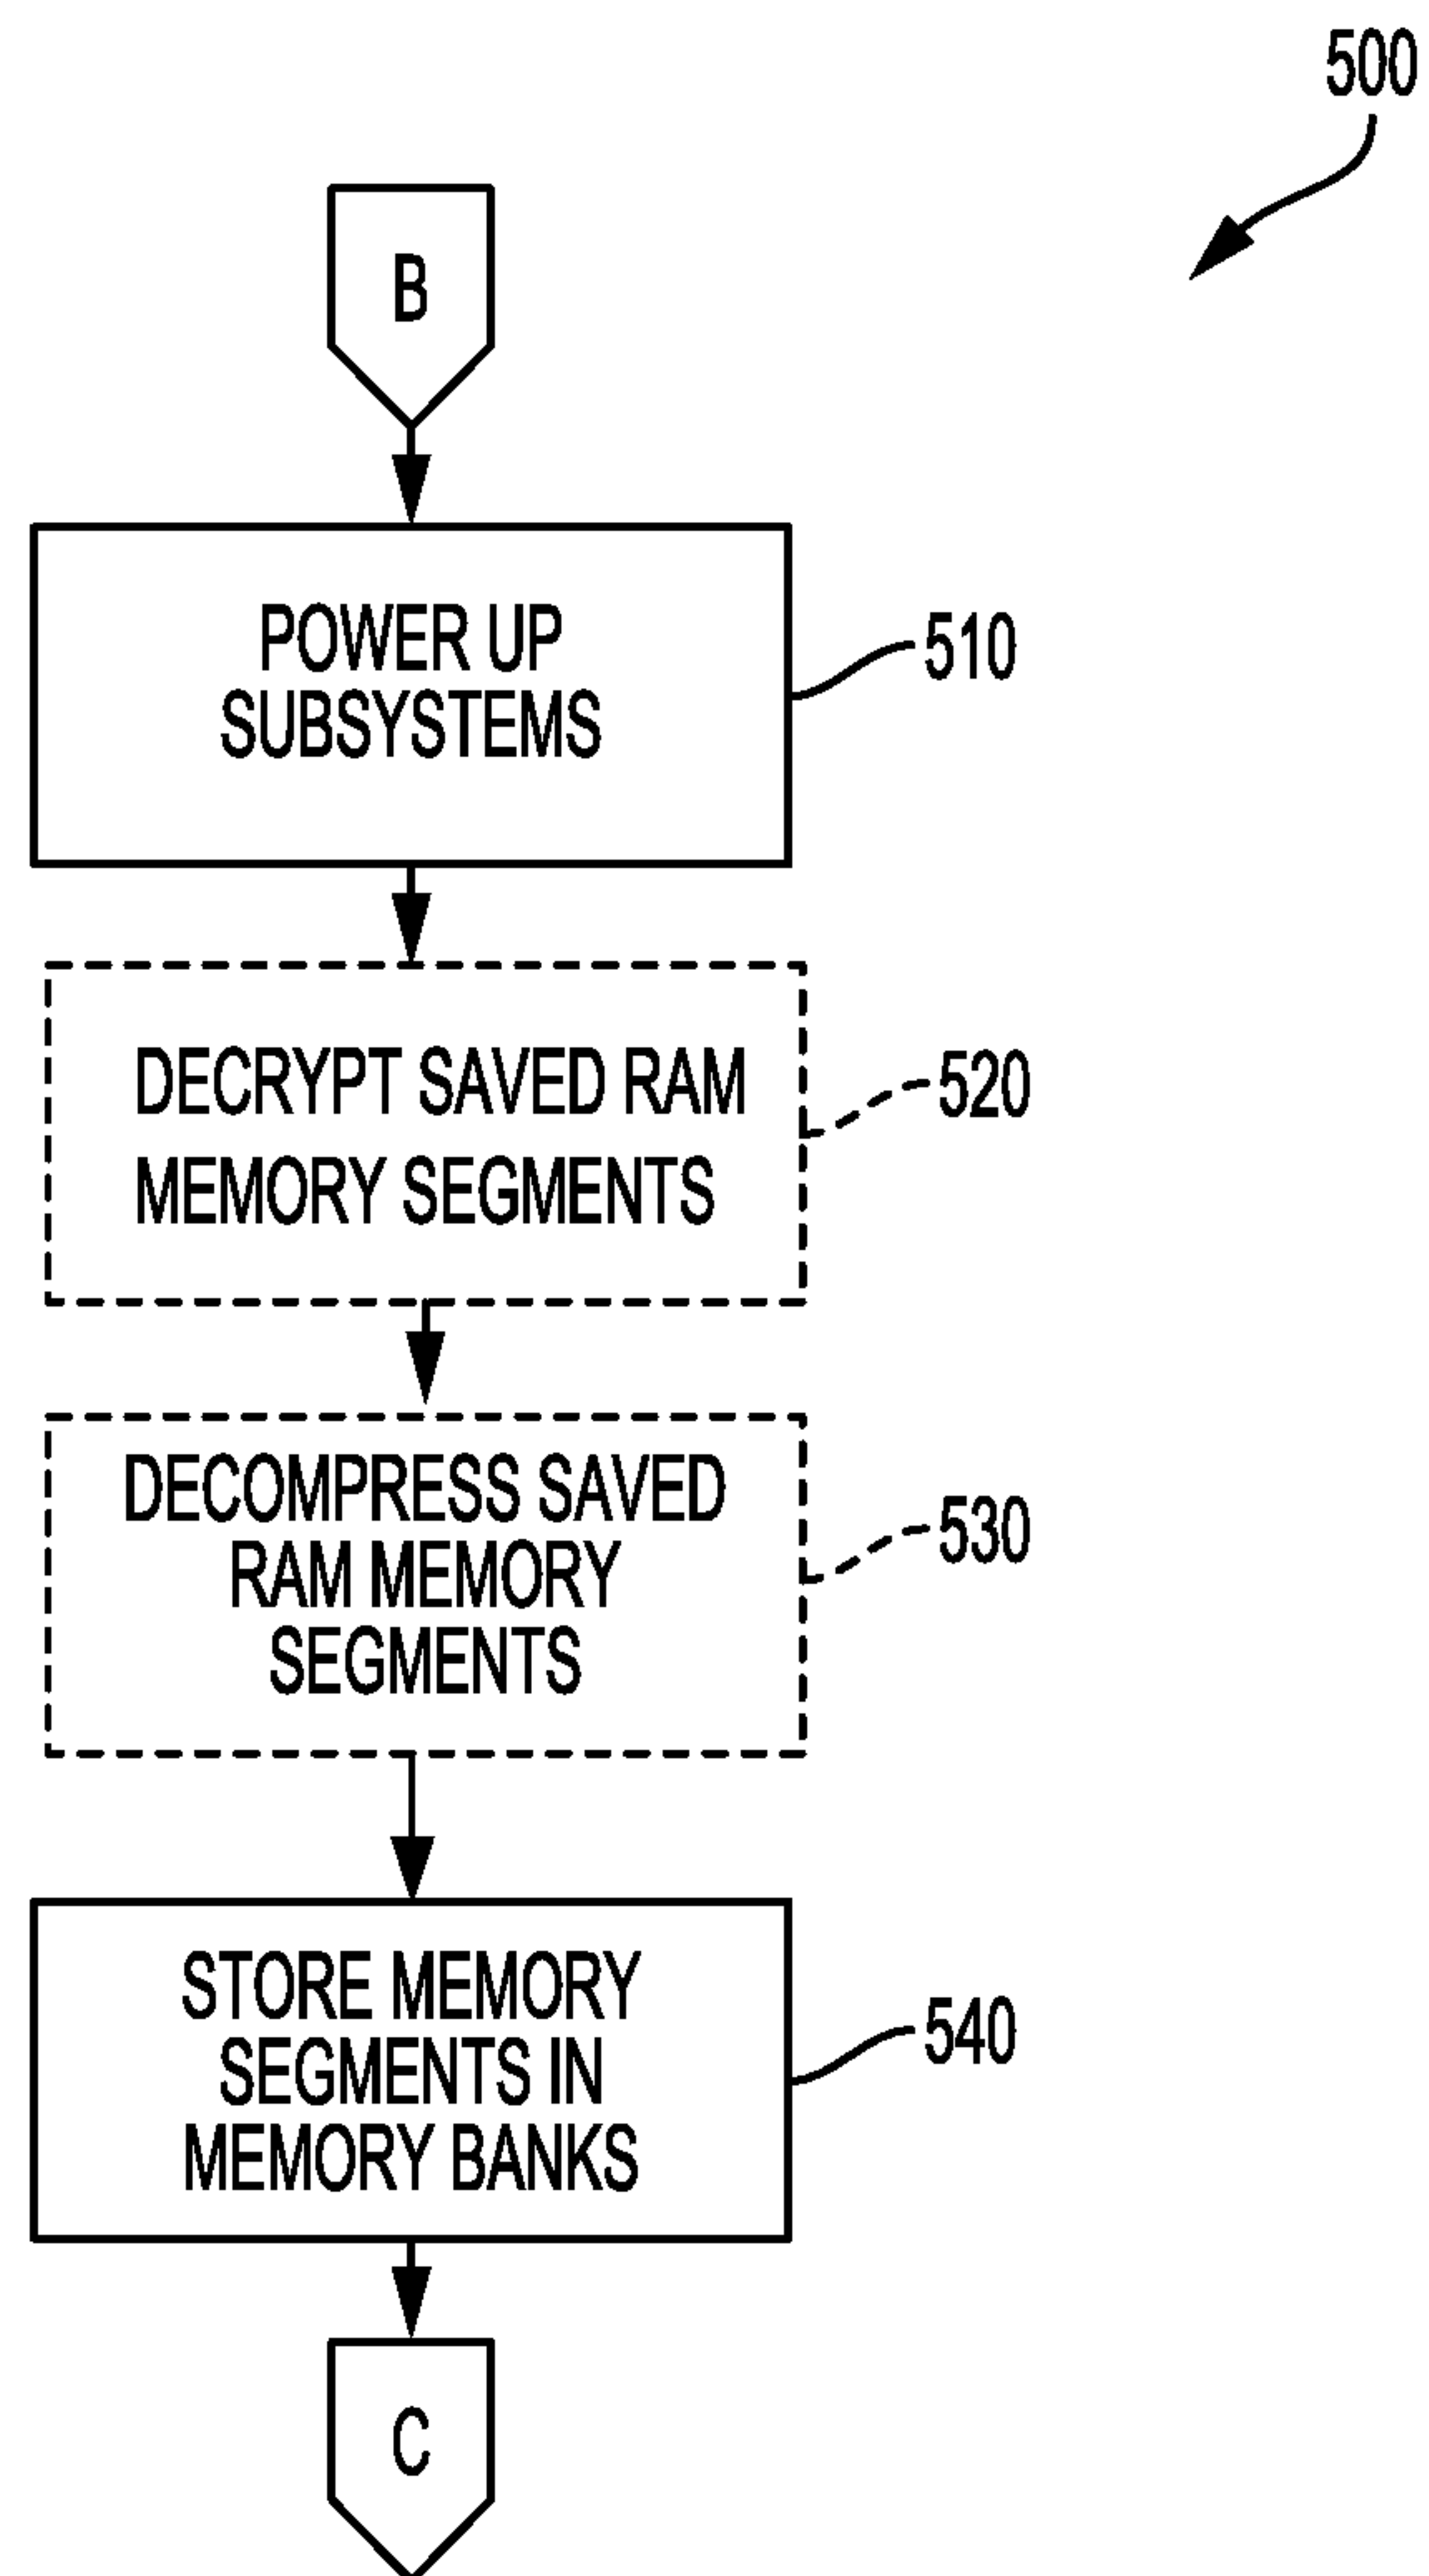 500
B
POWER UP
SUBSYSTEMS
510
DECRYPT SAVED RAM
MEMORY SEGMENTS
520
DECOMPRESS SAVED
RAM MEMORY
SEGMENTS
530
STORE MEMORY
SEGMENTS IN
MEMORY BANKS
540
C